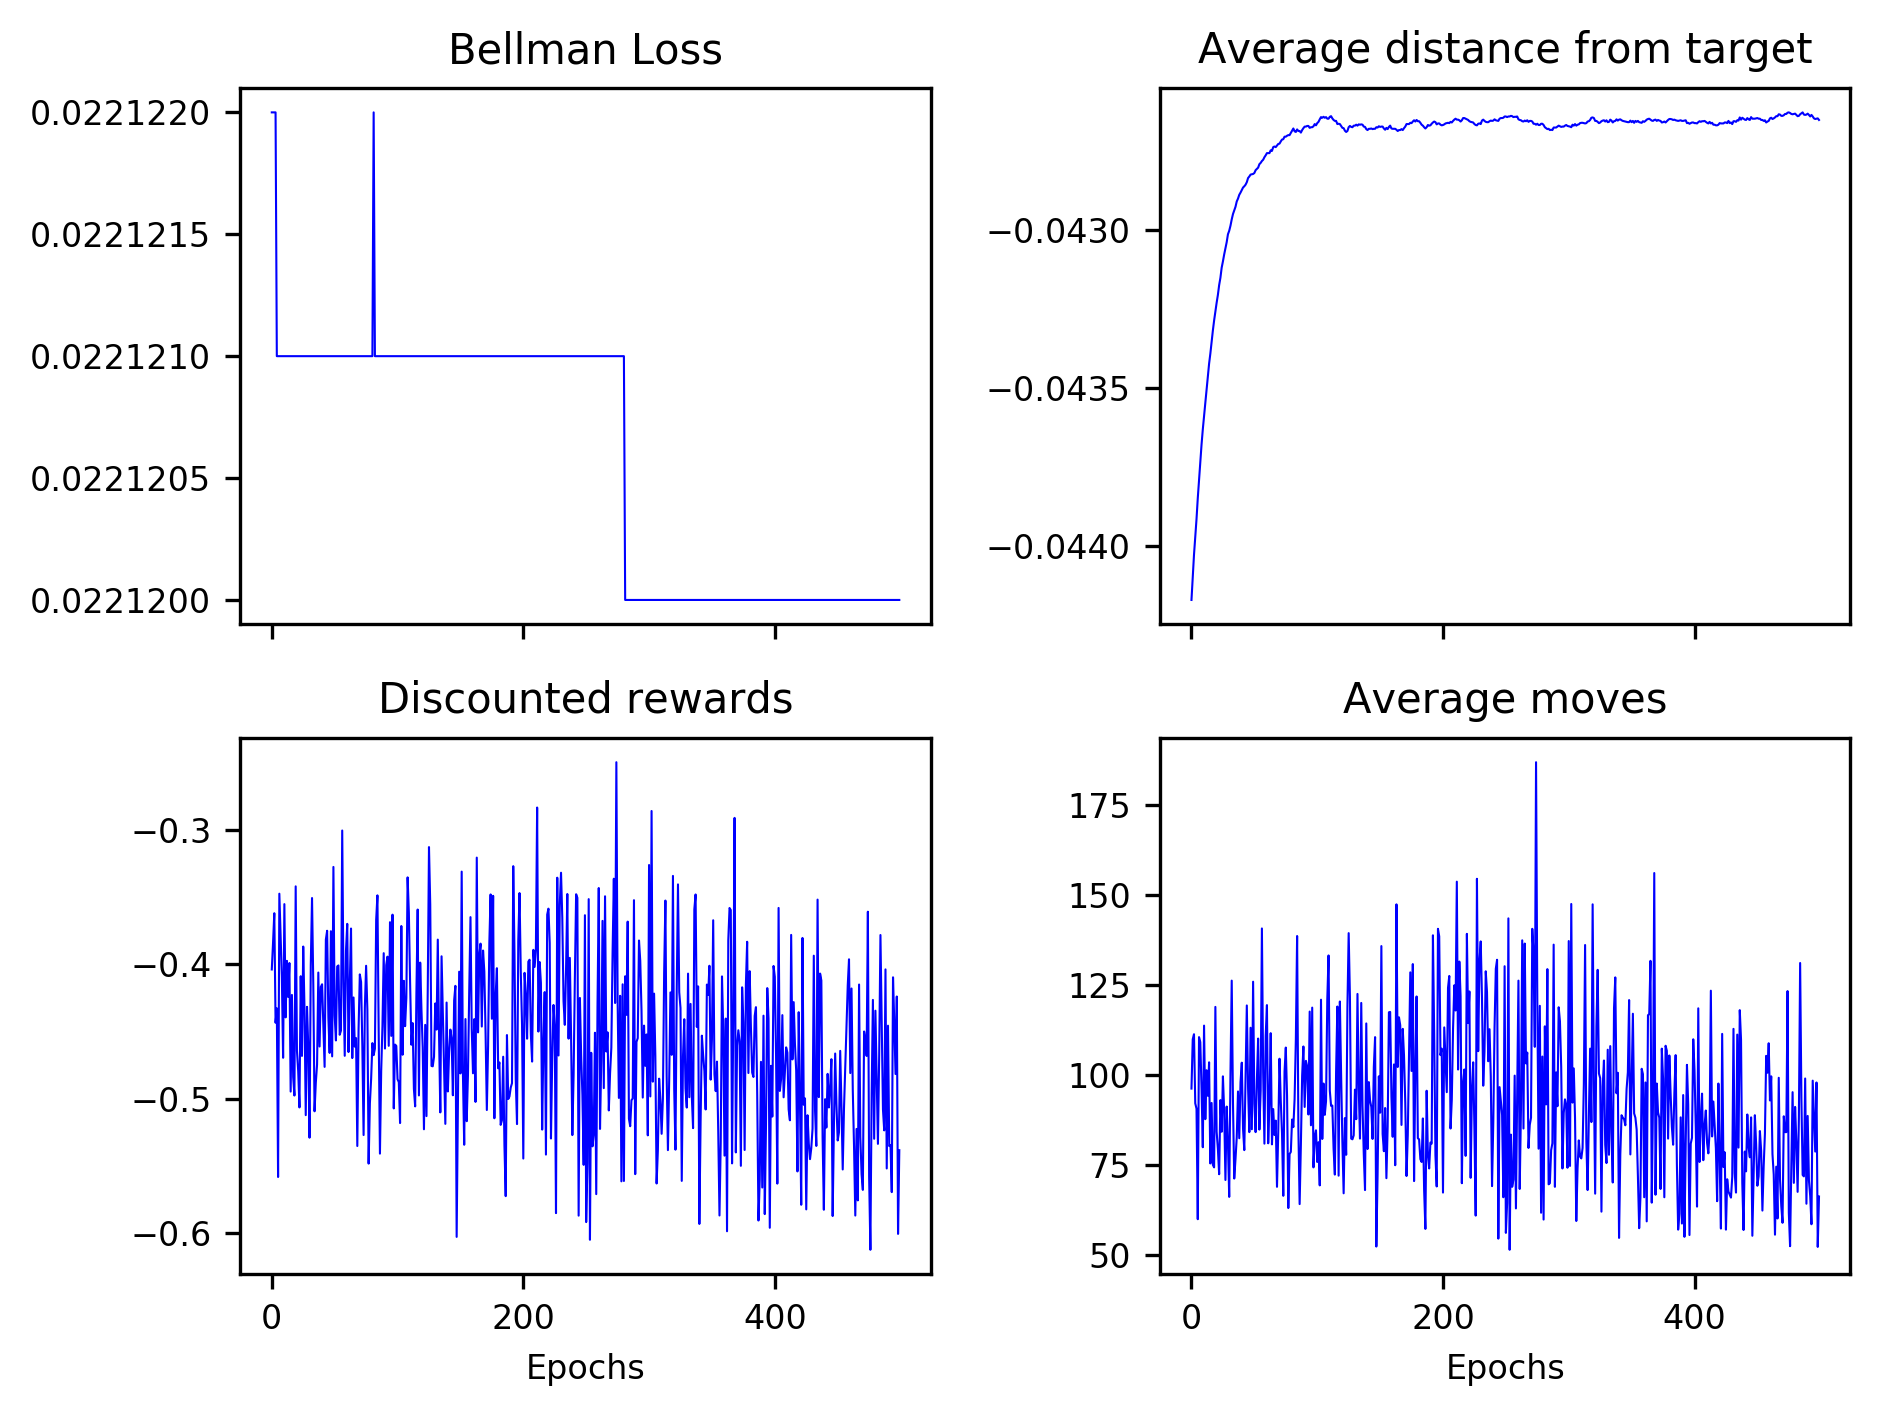 Bellman Loss
0.0221220
0.0221215
0.0221210
0.0221205
0.0221200
Average distance from target
−0.0430
−0.0435
−0.0440
Discounted rewards
−0.3
−0.4
−0.5
−0.6
0 200 400
Epochs
Average moves
175
150
125
100
75
50
0 200 400
Epochs